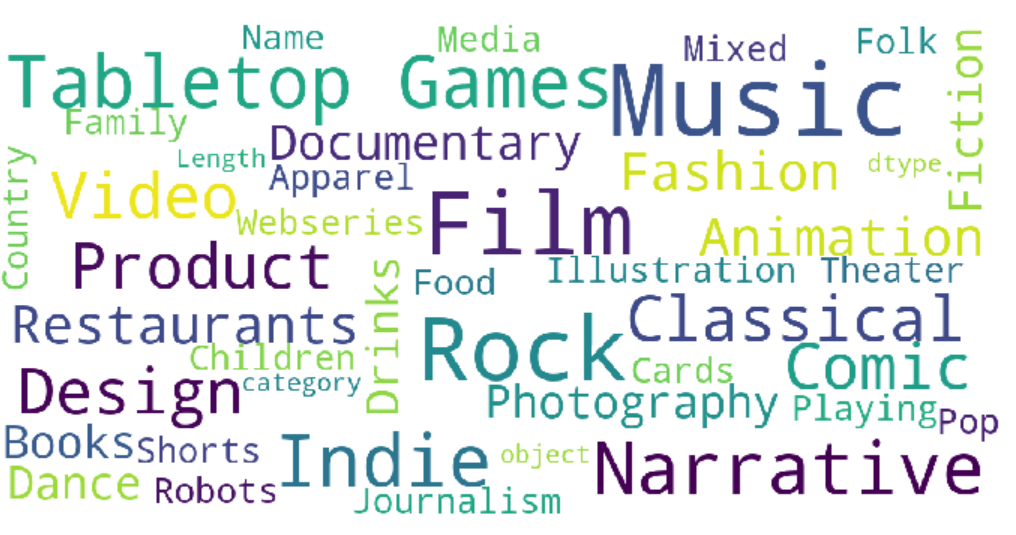 Name
Media
Mixed
Folk
Tabletop Games
Music
Fiction
Family
Documentary
Length
Apparel
Fashion
dtype
Country
Video
Webseries
Film
Animation
Product
Food
Illustration
Theater
Drinks
Restaurants
Rock
Classical
Children
category
Cards
Comic
Design
Photography
Playing
Pop
Books
Shorts
Indie
object
Narrative
Dance
Robots
Journalism